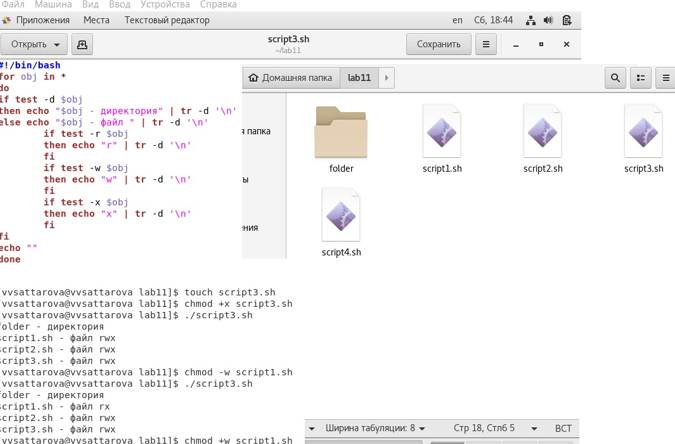 Файл Машина Вид Ввод Устройства Справка
Приложения Места Текстовый редактор en Сб, 18:44
Открыть script3.sh Сохранить
~/lab11
#!/bin/bash
for obj in *
do
if test -d $obj
then echo "$obj - директория" | tr -d '\n'
else echo "$obj - файл " | tr -d '\n'
if test -r $obj
then echo "r" | tr -d '\n'
fi
if test -w $obj
then echo "w" | tr -d '\n'
fi
if test -x $obj
then echo "x" | tr -d '\n'
fi
fi
echo ""
done
Домашняя папка lab11
я папка
ты
ения
folder
script1.sh
script2.sh
script3.sh
script4.sh
vvsattarova@vvsattarova lab11]$ touch script3.sh
vvsattarova@vvsattarova lab11]$ chmod +x script3.sh
vvsattarova@vvsattarova lab11]$ ./script3.sh
folder - директория
script1.sh - файл rwx
script2.sh - файл rwx
script3.sh - файл rwx
vvsattarova@vvsattarova lab11]$ chmod -w script1.sh
vvsattarova@vvsattarova lab11]$ ./script3.sh
folder - директория
script1.sh - файл rx
script2.sh - файл rwx
script3.sh - файл rwx
vvsattarova@vvsattarova lab11]$ chmod +w script1.sh
Ширина табуляции: 8 Стр 18, Стлб 5 ВСТ